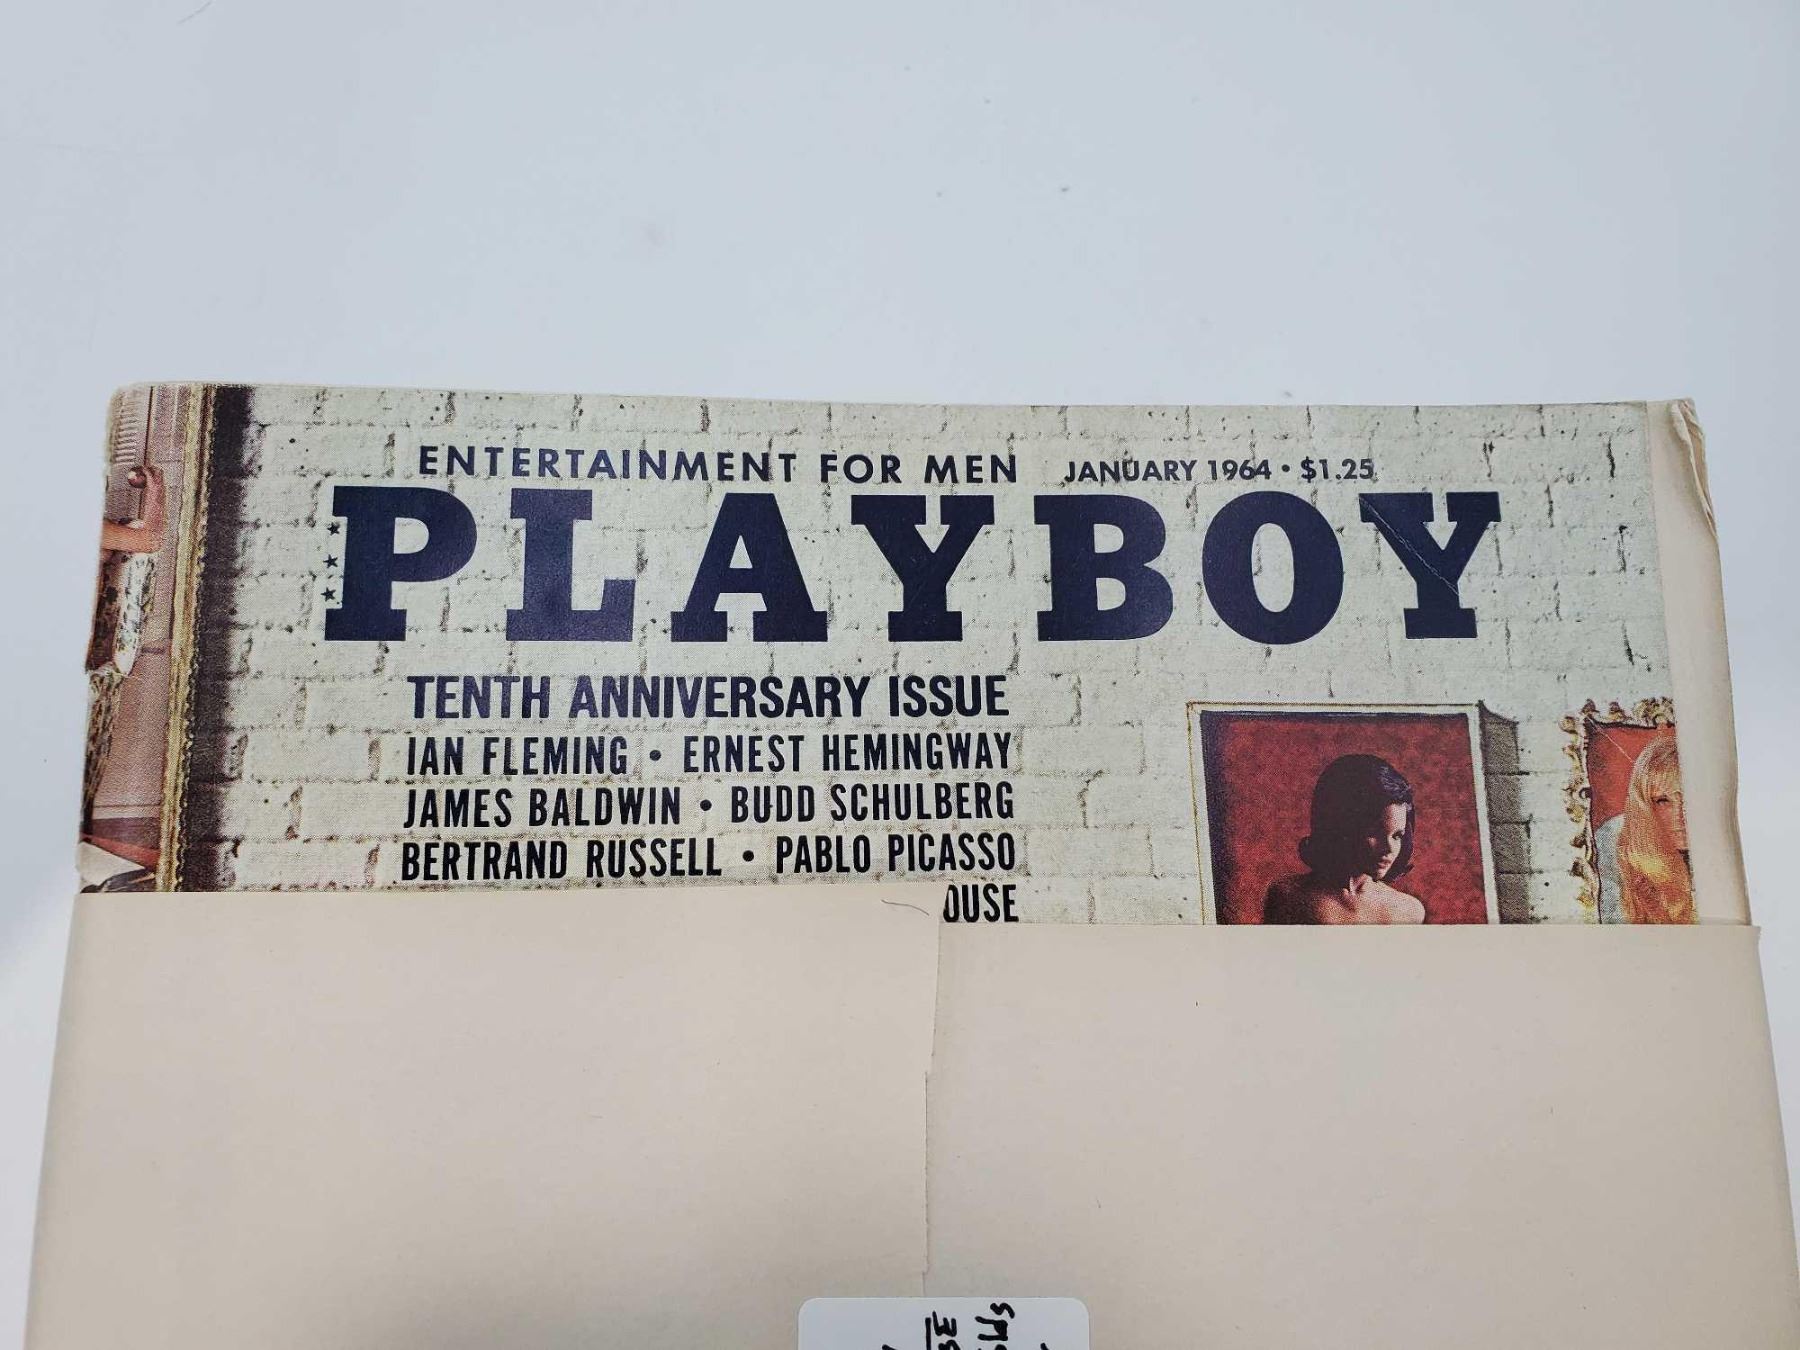 ENTERTAINMENT FOR MEN JANUARY 1964 • $1.25
PLAYBOY
TENTH ANNIVERSARY ISSUE
IAN FLEMING • ERNEST HEMINGWAY
JAMES BALDWIN • BUDD SCHULBERG
BERTRAND RUSSELL • PABLO PICASSO
OUSE